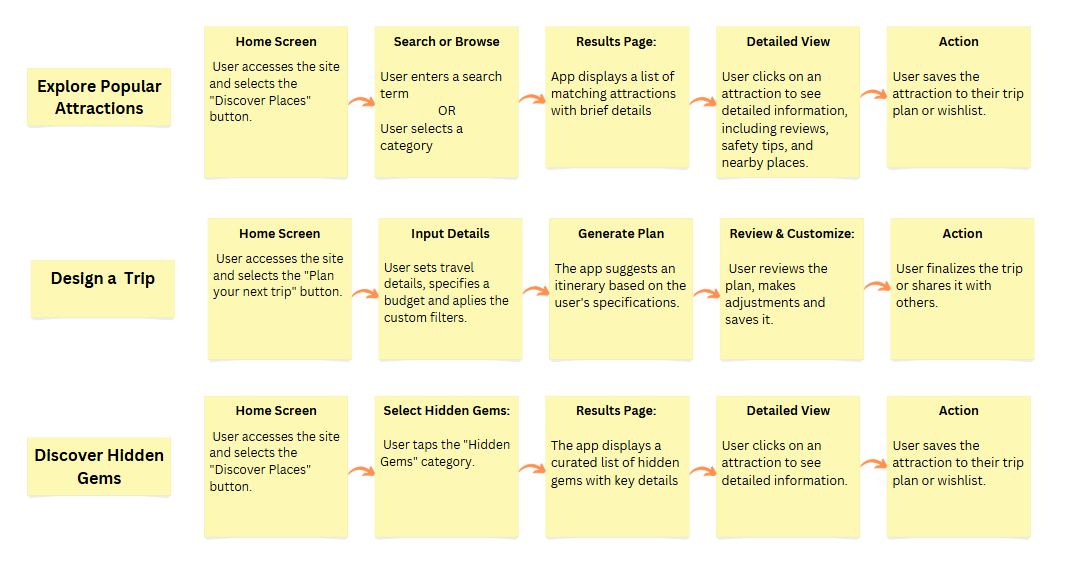 Explore Popular
Attractions
Home Screen
User accesses the site
and selects the
"Discover Places"
button.
Search or Browse
User enters a search
term
OR
User selects a
category
Results Page:
App displays a list of
matching attractions
with brief details
Detailed View
User clicks on an
attraction to see
detailed information,
including reviews,
safety tips, and
nearby places.
Action
User saves the
attraction to their trip
plan or wishlist.
Design a Trip
Home Screen
User accesses the site
and selects the "Plan
your next trip" button.
Input Details
User sets travel
details, specifies a
budget and aplies the
custom filters.
Generate Plan
The app suggests an
itinerary based on the
user's specifications.
Review & Customize:
User reviews the
plan, makes
adjustments and
saves it.
Action
User finalizes the trip
or shares it with
others.
Discover Hidden
Gems
Home Screen
User accesses the site
and selects the
"Discover Places"
button.
Select Hidden Gems:
User taps the "Hidden
Gems" category.
Results Page:
The app displays a
curated list of hidden
gems with key details
Detailed View
User clicks on an
attraction to see
detailed information.
Action
User saves the
attraction to their trip
plan or wishlist.